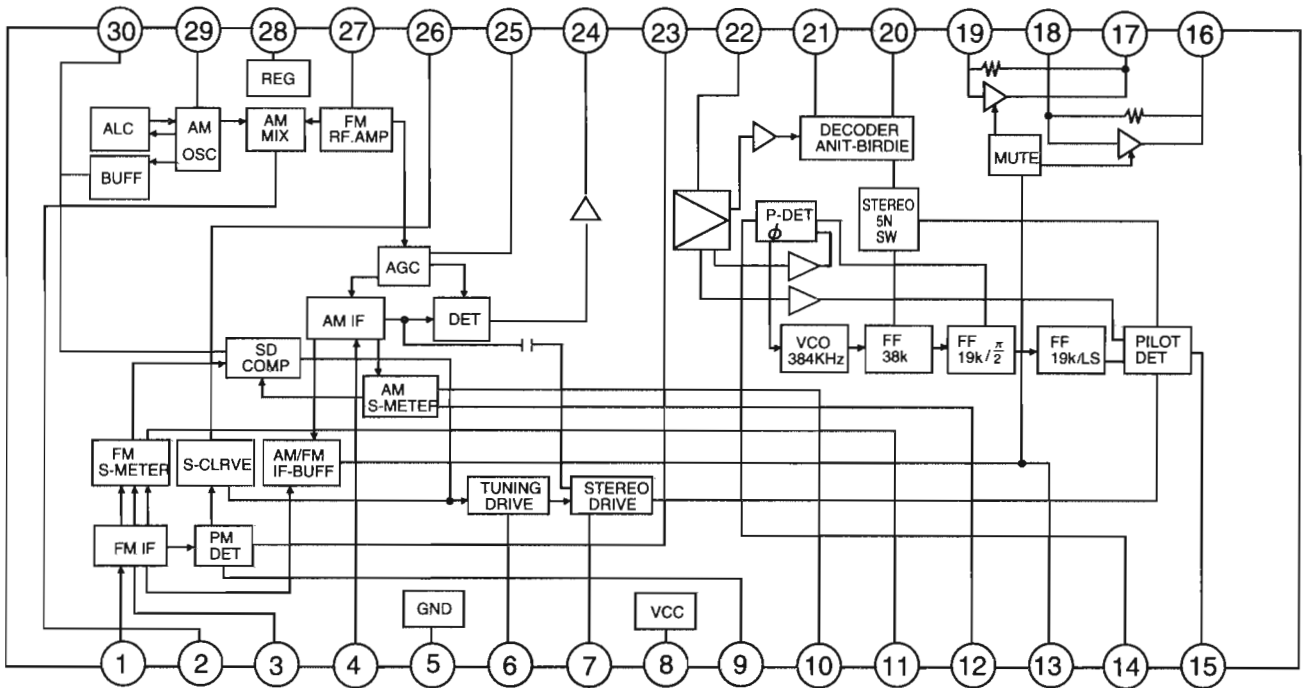 30 29 28 27 26 25 24 23 22 21 20 19 18 17 16
REG
ALC
AM
OSC
AM
MIX
FM
RF.AMP
DECODER
ANIT-BIRDIE
BUFF
MUTE
P-DET
ϕ
STEREO
5N
SW
AGC
AM IF
DET
SD
COMP
VCO
384KHz
FF
38k
FF
19k/π/2
FF
19k/LS
PILOT
DET
AM
S-METER
FM
S-METER
S-CLRVE
AM/FM
IF-BUFF
TUNING
DRIVE
STEREO
DRIVE
FM IF
PM
DET
GND
VCC
1 2 3 4 5 6 7 8 9 10 11 12 13 14 15